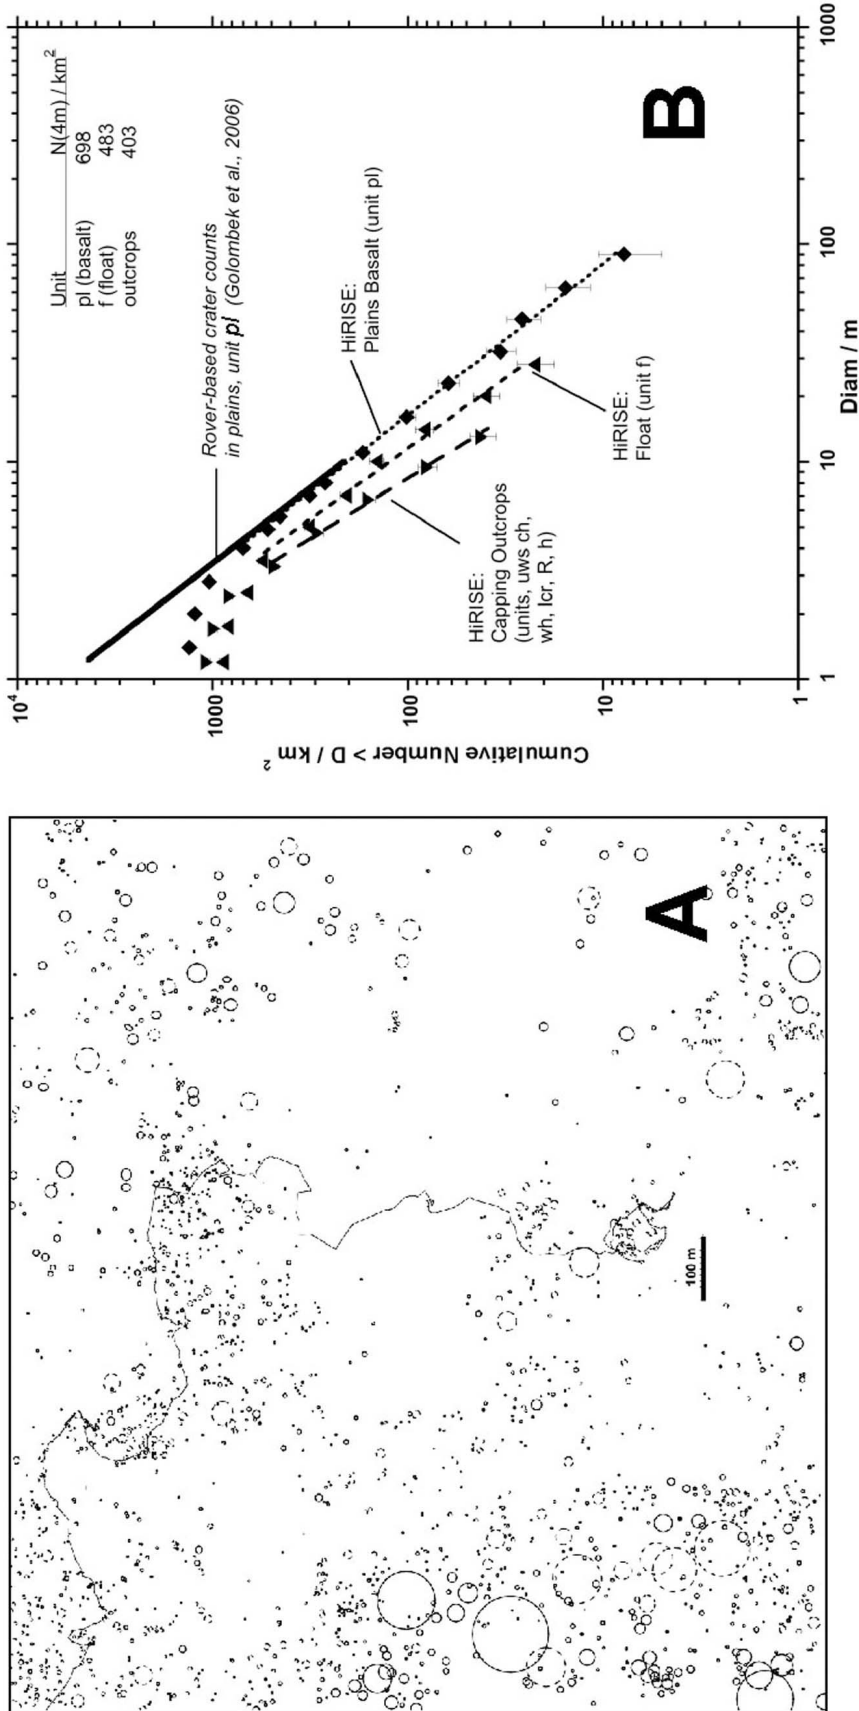 A
100 m
10⁴
1000
100
10
1
Cumulative Number > D / km²
1
10
100
1000
Diam / m
Unit N(4m) / km²
pl (basalt) 698
f (float) 483
outcrops 403
Rover-based crater counts
in plains, unit pl (Golombek et al., 2006)
HiRISE:
Plains Basalt (unit pl)
HiRISE:
Float (unit f)
HiRISE:
Capping Outcrops
(units, uws ch,
wh, lcr, R, h)
B